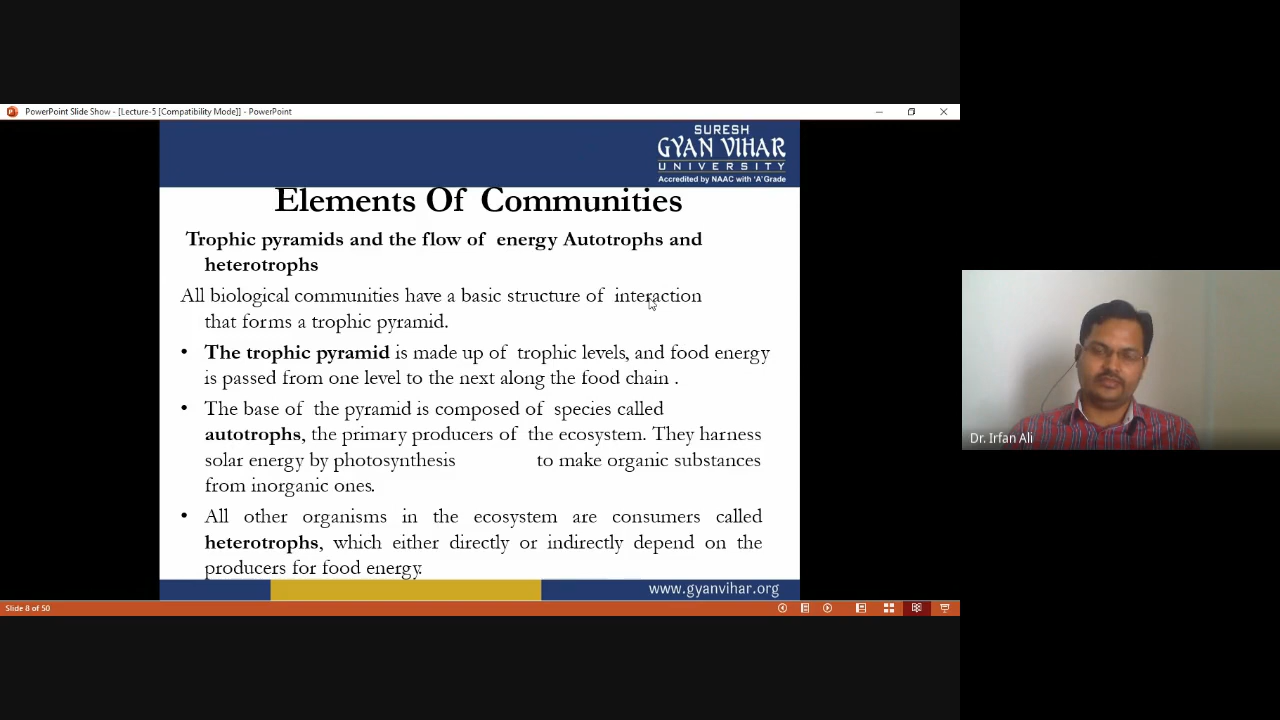 PowerPoint Slide Show - [Lecture-5 [Compatibility Mode]] - PowerPoint
SURESH
GYAN VIHAR
UNIVERSITY
Accredited by NAAC with 'A' Grade
Elements Of Communities
Trophic pyramids and the flow of energy Autotrophs and
heterotrophs
All biological communities have a basic structure of interaction
that forms a trophic pyramid.
• The trophic pyramid is made up of trophic levels, and food energy
is passed from one level to the next along the food chain .
• The base of the pyramid is composed of species called
autotrophs, the primary producers of the ecosystem. They harness
solar energy by photosynthesis to make organic substances
from inorganic ones.
• All other organisms in the ecosystem are consumers called
heterotrophs, which either directly or indirectly depend on the
producers for food energy.
www.gyanvihar.org
Slide 8 of 50
Dr. Irfan Ali